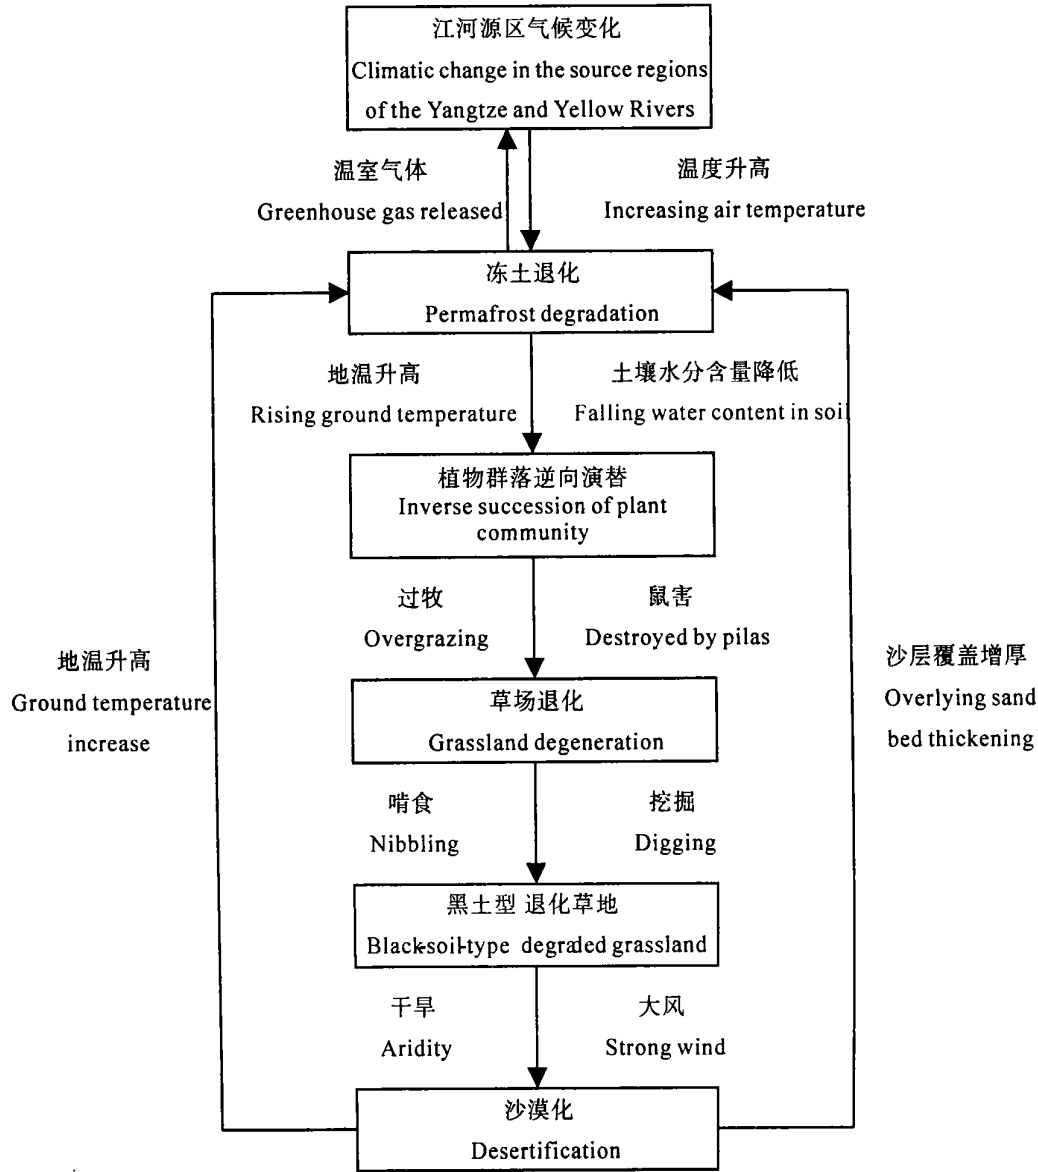 江河源区气候变化
Climatic change in the source regions
of the Yangtze and Yellow Rivers
温室气体
Greenhouse gas released
温度升高
Increasing air temperature
冻土退化
Permafrost degradation
地温升高
Rising ground temperature
土壤水分含量降低
Falling water content in soil
植物群落逆向演替
Inverse succession of plant
community
过牧
Overgrazing
鼠害
Destroyed by pilas
地温升高
Ground temperature
increase
沙层覆盖增厚
Overlying sand
bed thickening
草场退化
Grassland degeneration
啃食
Nibbling
挖掘
Digging
黑土型 退化草地
Black-soil-type degraded grassland
干旱
Aridity
大风
Strong wind
沙漠化
Desertification